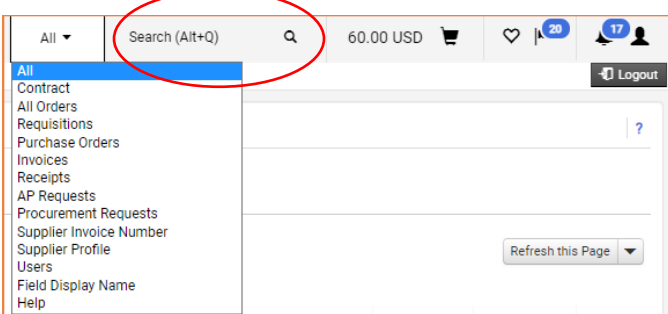 All Search (Alt+Q) 60.00 USD 20 17
All
Logout
Contract
All Orders
Requisitions
Purchase Orders
?
Invoices
Receipts
AP Requests
Procurement Requests
Supplier Invoice Number
Supplier Profile
Refresh this Page
Users
Field Display Name
Help